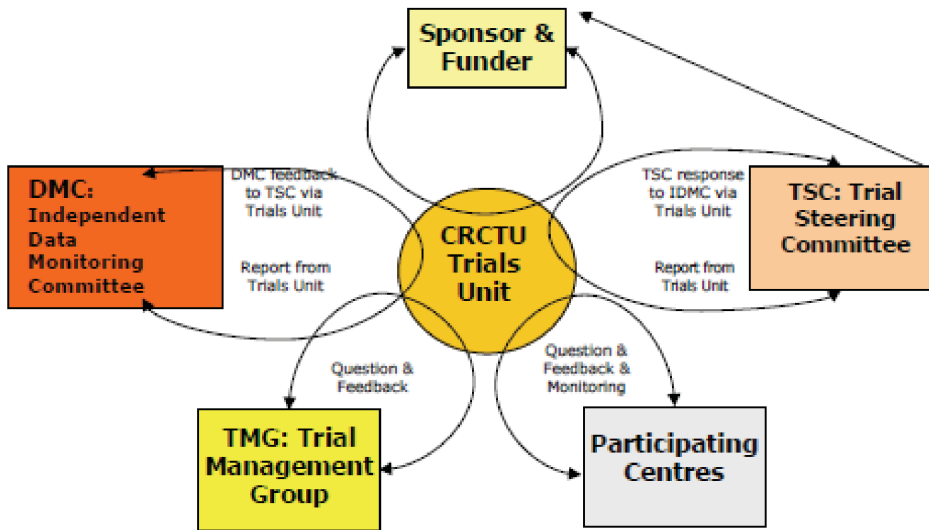 Sponsor &
Funder
DMC:
Independent
Data
Monitoring
Committee
DMC feedback
to TSC via
Trials Unit
Report from
Trials Unit
CRCTU
Trials
Unit
TSC response
to IDMC via
Trials Unit
Report from
Trials Unit
TSC: Trial
Steering
Committee
Question &
Feedback
Question &
Feedback &
Monitoring
TMG: Trial
Management
Group
Participating
Centres